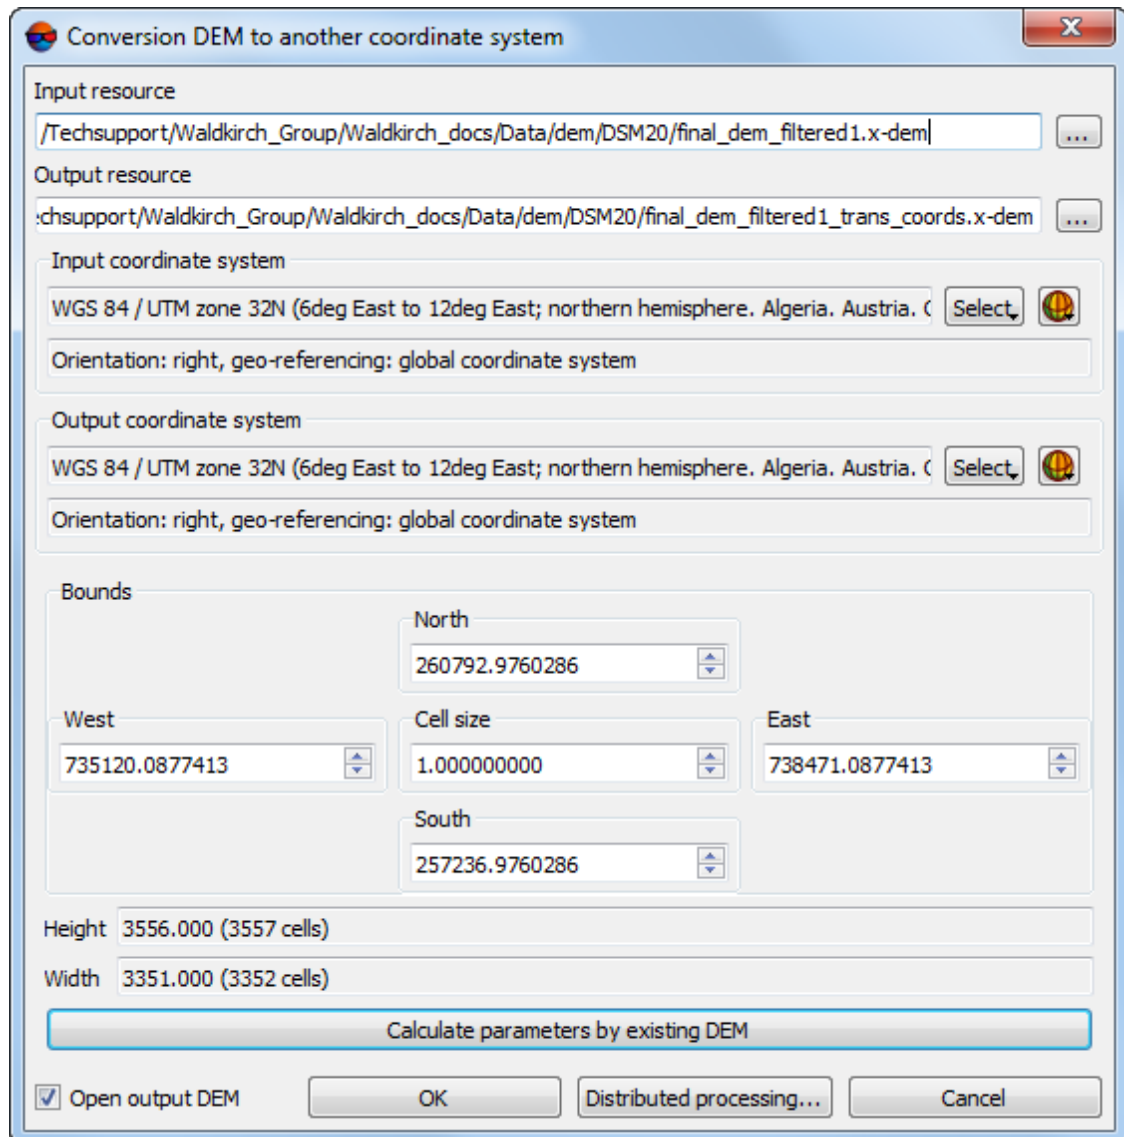 Conversion DEM to another coordinate system
Input resource
/Techsupport/Waldkirch_Group/Waldkirch_docs/Data/dem/DSM20/final_dem_filtered1.x-dem
...
Output resource
:chsupport/Waldkirch_Group/Waldkirch_docs/Data/dem/DSM20/final_dem_filtered1_trans_coords.x-dem
...
Input coordinate system
WGS 84 / UTM zone 32N (6deg East to 12deg East; northern hemisphere. Algeria. Austria. C
Select
Orientation: right, geo-referencing: global coordinate system
Output coordinate system
WGS 84 / UTM zone 32N (6deg East to 12deg East; northern hemisphere. Algeria. Austria. C
Select
Orientation: right, geo-referencing: global coordinate system
Bounds
North
260792.9760286
West
735120.0877413
Cell size
1.000000000
East
738471.0877413
South
257236.9760286
Height 3556.000 (3557 cells)
Width 3351.000 (3352 cells)
Calculate parameters by existing DEM
Open output DEM
OK
Distributed processing...
Cancel